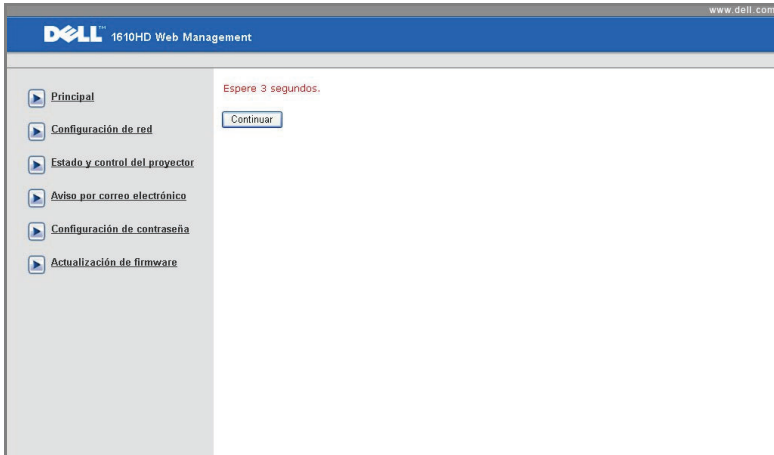 www.dell.com
DELL™ 1610HD Web Management
Principal
Configuración de red
Estado y control del proyector
Aviso por correo electrónico
Configuración de contraseña
Actualización de firmware
Espere 3 segundos.
Continuar